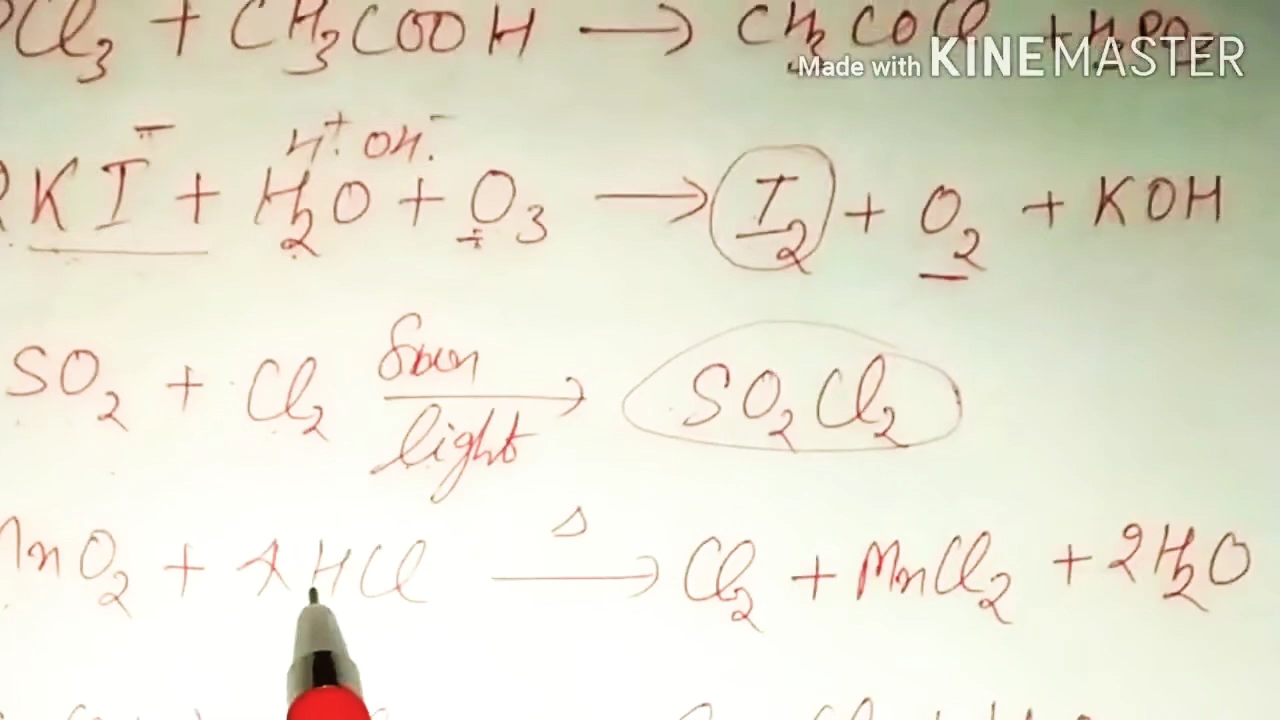 PCl₃ + CH₃COOH → CH₃COCl + H₃PO₃
Made with KINEMASTER
H⁺ OH⁻
2KI⁻ + H₂O + O₃ → I₂ + O₂ + KOH
SO₂ + Cl₂ Sun light → SO₂Cl₂
MnO₂ + 4HCl Δ → Cl₂ + MnCl₂ + 2H₂O